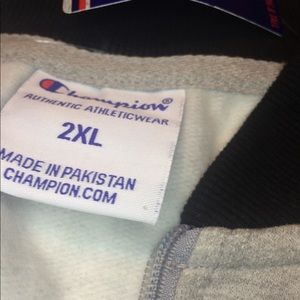 Champion
AUTHENTIC ATHLETICWEAR
2XL
MADE IN PAKISTAN
CHAMPION.COM